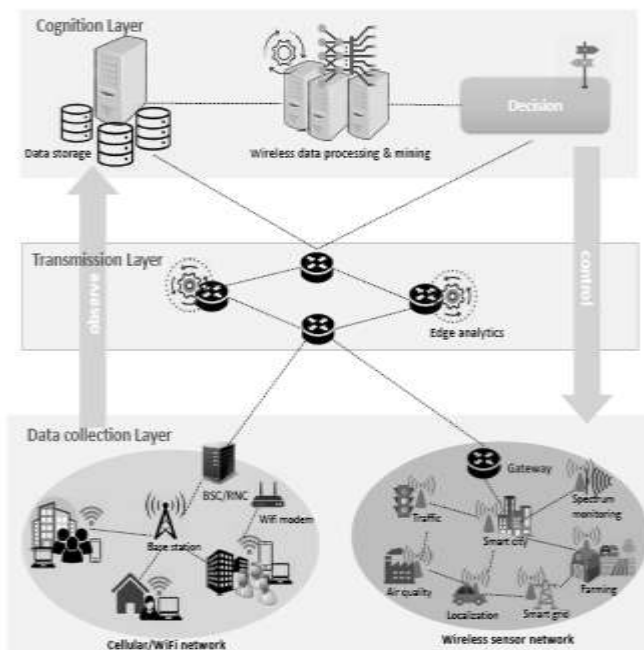 Cognition Layer
Decision
Data storage
Wireless data processing & mining
Transmission Layer
observe
control
Edge analytics
Data collection Layer
BSC/RNC
Gateway
Wifi modem
Spectrum
monitoring
Traffic
Base station
Smart city
Air quality
Farming
Localization
Smart grid
Cellular/WiFi network
Wireless sensor network